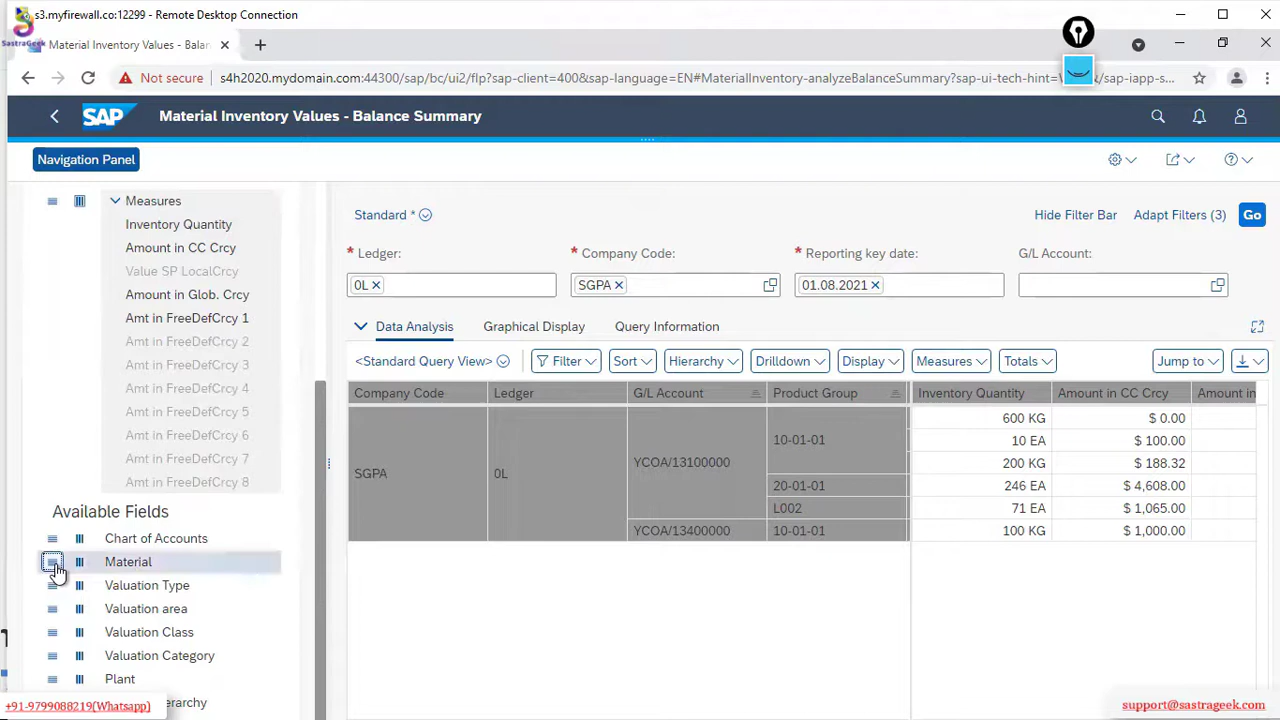 s3.myfirewall.co:12299 - Remote Desktop Connection
SastraGeek
Material Inventory Values - Balan
Not secure
s4h2020.mydomain.com:44300/sap/bc/ui2/flp?sap-client=400&sap-language=EN#MaterialInventory-analyzeBalanceSummary?sap-ui-tech-hint=
/sap-iapp-s...
SAP
Material Inventory Values - Balance Summary
Navigation Panel
Measures
Inventory Quantity
Amount in CC Crcy
Value SP LocalCrcy
Amount in Glob. Crcy
Amt in FreeDefCrcy 1
Amt in FreeDefCrcy 2
Amt in FreeDefCrcy 3
Amt in FreeDefCrcy 4
Amt in FreeDefCrcy 5
Amt in FreeDefCrcy 6
Amt in FreeDefCrcy 7
Amt in FreeDefCrcy 8
Available Fields
Chart of Accounts
Material
Valuation Type
Valuation area
Valuation Class
Valuation Category
Plant
erarchy
+91-9799088219(Whatsapp)
Standard *
Hide Filter Bar
Adapt Filters (3)
Go
* Ledger:
* Company Code:
* Reporting key date:
G/L Account:
0L
SGPA
01.08.2021
Data Analysis
Graphical Display
Query Information
<Standard Query View>
Filter
Sort
Hierarchy
Drilldown
Display
Measures
Totals
Jump to
Company Code Ledger G/L Account Product Group Inventory Quantity Amount in CC Crcy Amount in
SGPA 0L YCOA/13100000 10-01-01 600 KG $ 0.00
10 EA $ 100.00
200 KG $ 188.32
20-01-01 246 EA $ 4,608.00
L002 71 EA $ 1,065.00
YCOA/13400000 10-01-01 100 KG $ 1,000.00
support@sastrageek.com